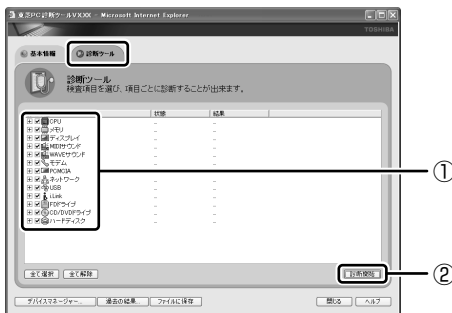 東芝PC診断ツールVX.XX - Microsoft Internet Explorer
TOSHIBA
基本情報
診断ツール
診断ツール
検査項目を選び、項目ごとに診断することが出来ます。
状態 結果
CPU - -
メモリ - -
ディスプレイ - -
MIDIサウンド - -
WAVEサウンド - -
モデム - -
PCMCIA - -
ネットワーク - -
USB - -
i.Link - -
FDドライブ - -
CD/DVDドライブ - -
ハードディスク - -
①
全て選択 全て解除 診断開始
②
デバイスマネージャー... 過去の結果... ファイルに保存 閉じる ヘルプ